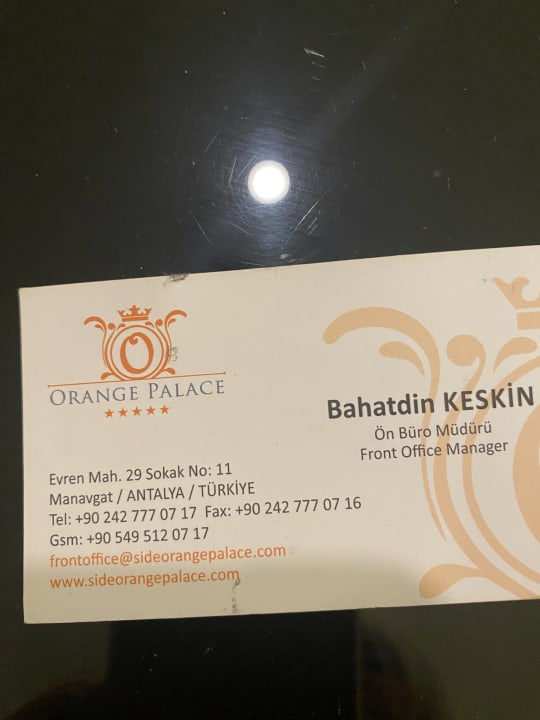 O
ORANGE PALACE
Bahatdin KESKİN
Ön Büro Müdürü
Front Office Manager
Evren Mah. 29 Sokak No: 11
Manavgat / ANTALYA / TÜRKİYE
Tel: +90 242 777 07 17 Fax: +90 242 777 07 16
Gsm: +90 549 512 07 17
frontoffice@sideorangepalace.com
www.sideorangepalace.com